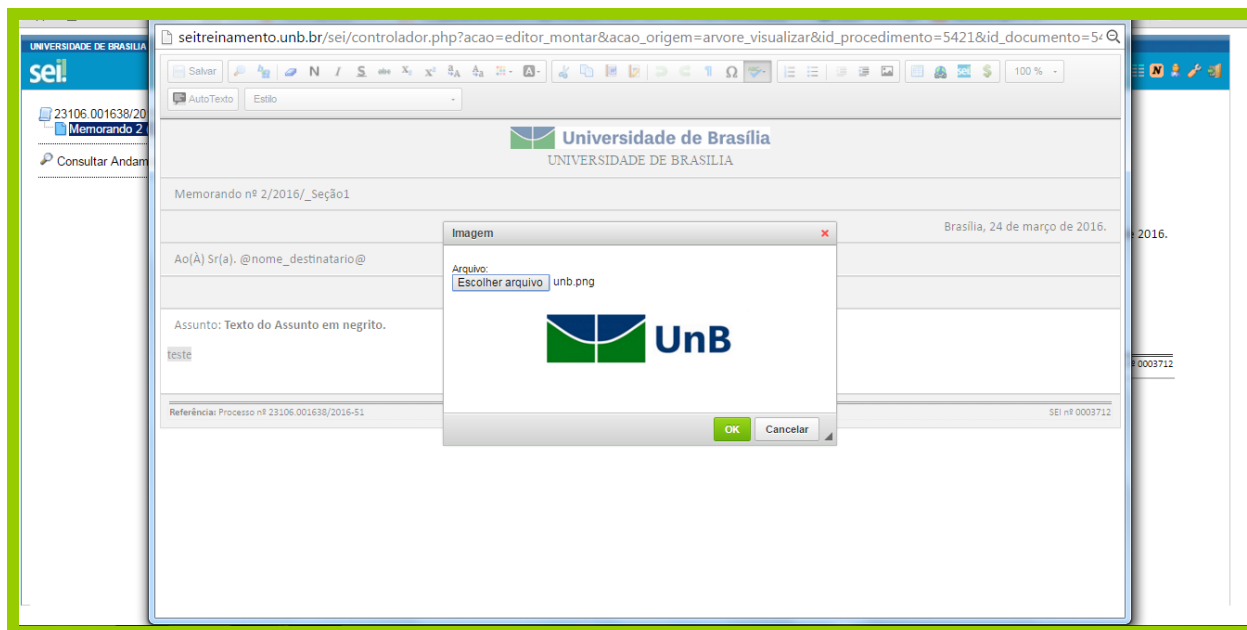 UNIVERSIDADE DE BRASILIA
sei!
23106.001638/20
Memorando 2
Consultar Andam
seitreinamento.unb.br/sei/controlador.php?acao=editor_montar&acao_origem=arvore_visualizar&id_procedimento=5421&id_documento=54
Salvar
N I S abc X₂ X² 100 %
AutoTexto Estilo
Universidade de Brasília
UNIVERSIDADE DE BRASILIA
Memorando nº 2/2016/_Seção1
Brasília, 24 de março de 2016.
Ao(À) Sr(a). @nome_destinatario@
Assunto: Texto do Assunto em negrito.
teste
Referência: Processo nº 23106.001638/2016-51
SEI nº 0003712
Imagem
Arquivo:
Escolher arquivo unb.png
UnB
OK Cancelar
2016.
0003712